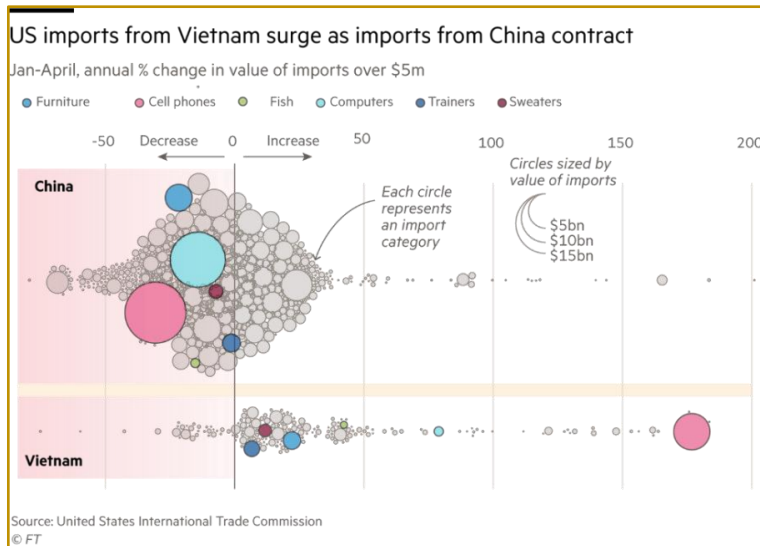 US imports from Vietnam surge as imports from China contract
Jan-April, annual % change in value of imports over $5m
Furniture Cell phones Fish Computers Trainers Sweaters
-50 Decrease 0 Increase 50 100 150 200
China
Each circle
represents
an import
category
Circles sized by
value of imports
$5bn
$10bn
$15bn
Vietnam
Source: United States International Trade Commission
© FT